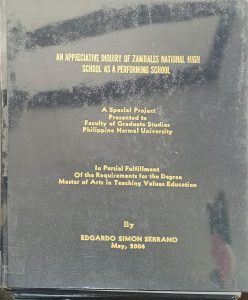 AN APPRECIATIVE INQUIRY OF ZAMBALES NATIONAL HIGH
SCHOOL AS A PERFORMING SCHOOL
A Special Project
Presented to
Faculty of Graduate Studies
Philippine Normal University
In Partial Fulfillment
Of the Requirements for the Degree
Master of Arts in Teaching Values Education
By
EDGARDO SIMON SERRANO
May, 2006